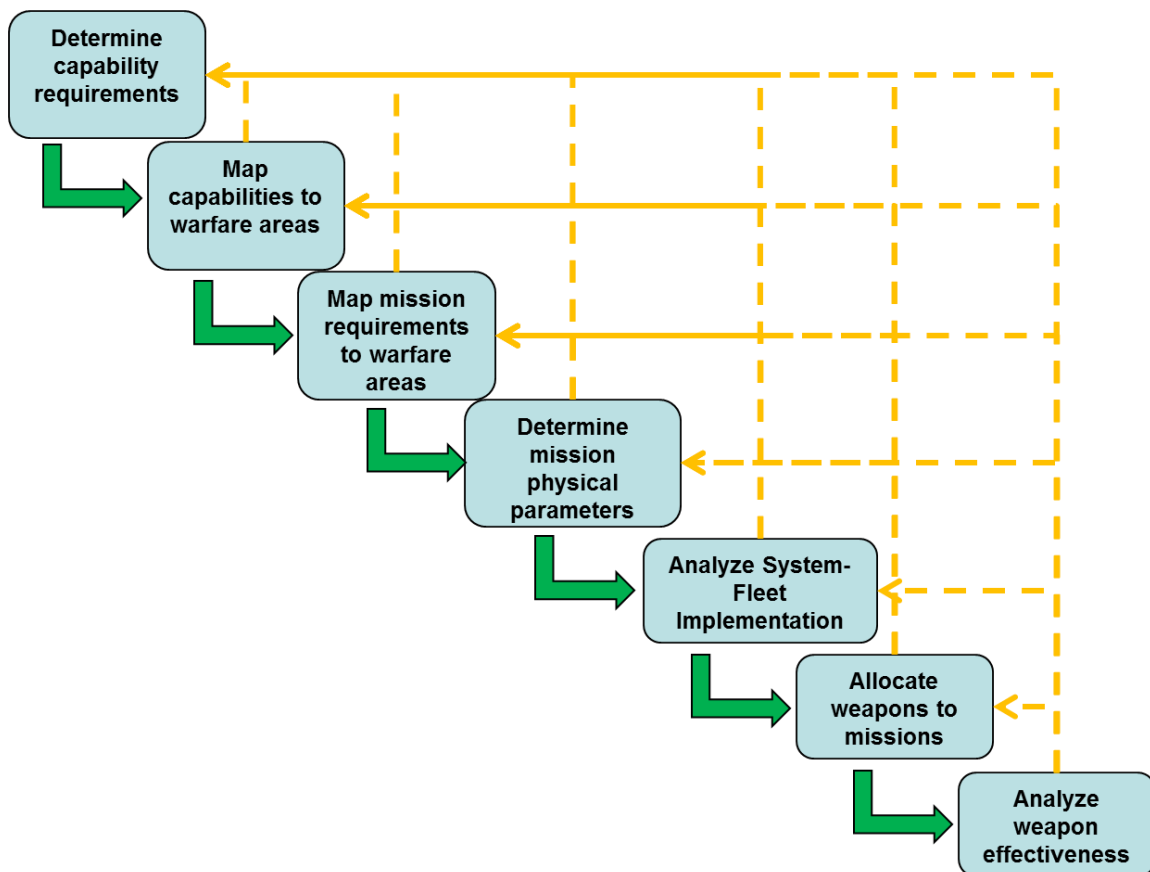 Determine
capability
requirements
Map
capabilities to
warfare areas
Map mission
requirements
to warfare
areas
Determine
mission
physical
parameters
Analyze System-
Fleet
Implementation
Allocate
weapons to
missions
Analyze
weapon
effectiveness